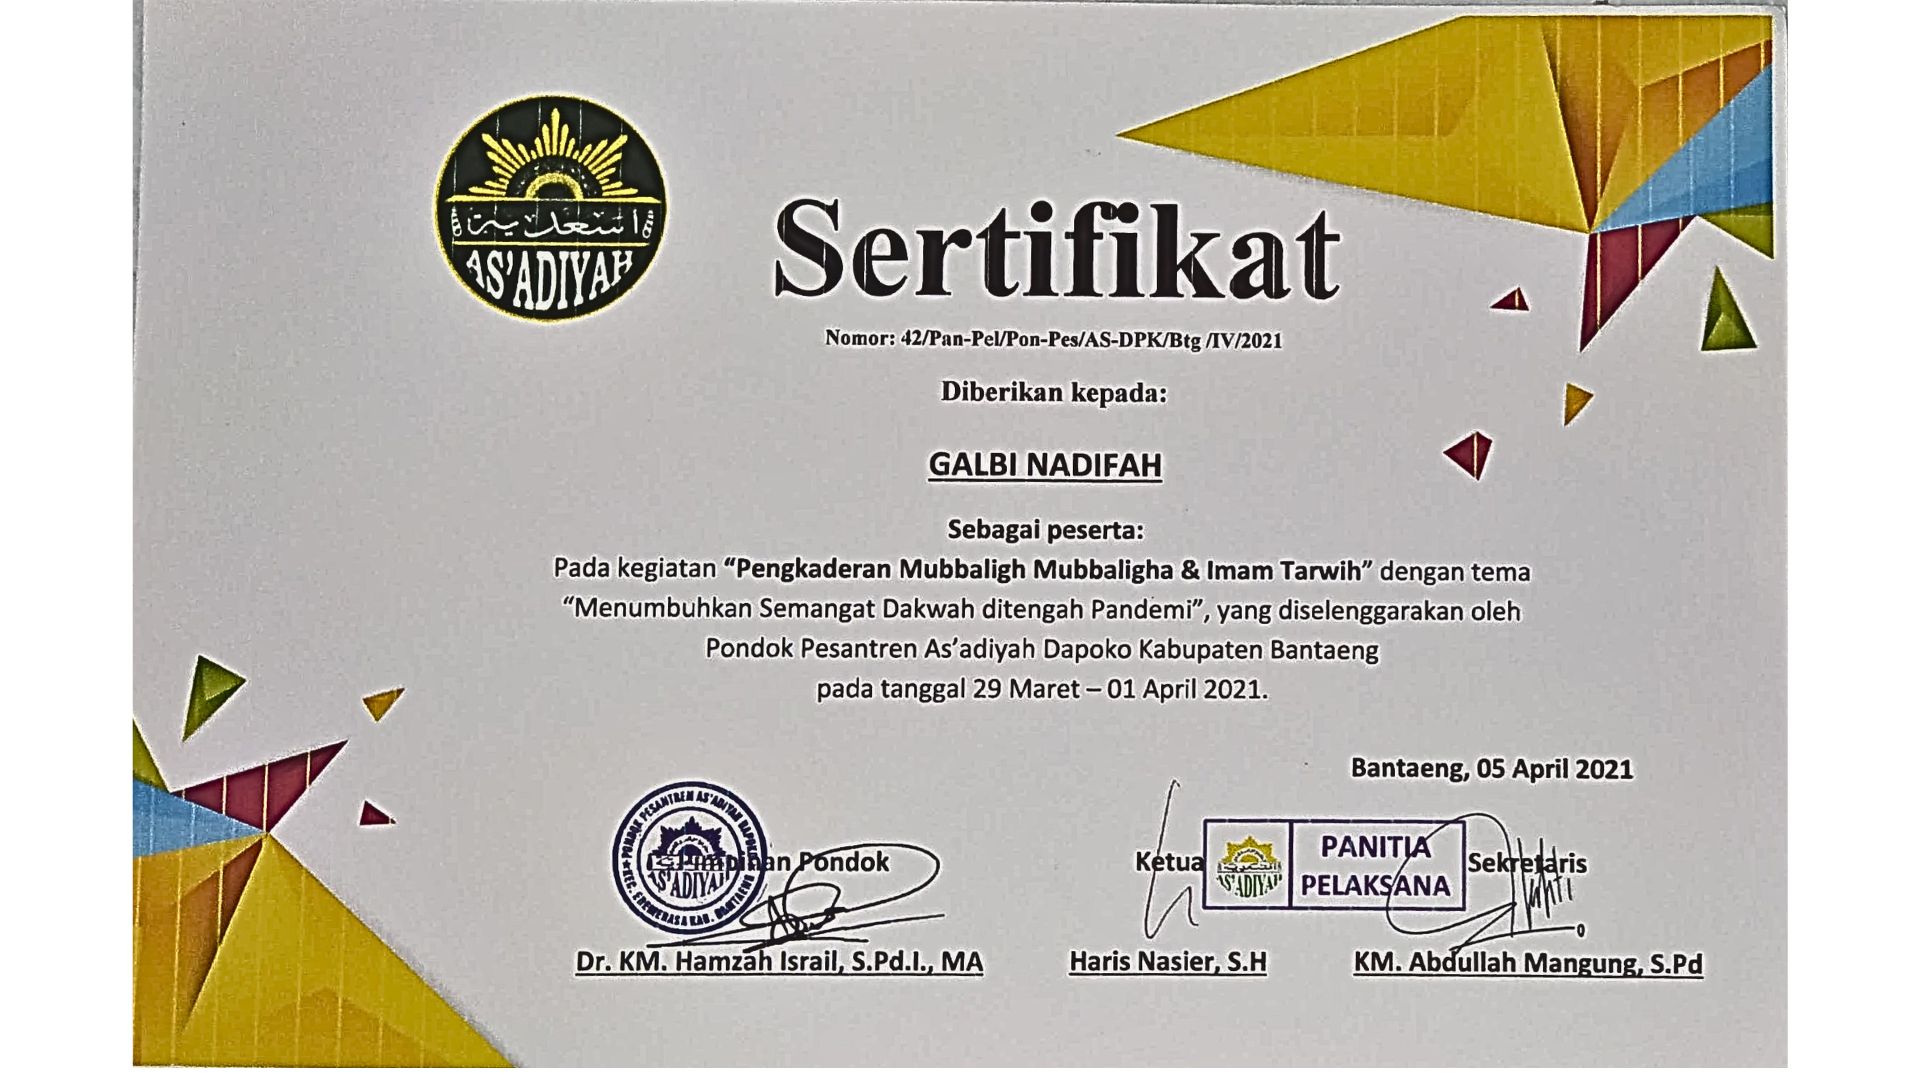 اسعدية
AS'ADIYAH
Sertifikat
Nomor: 42/Pan-Pel/Pon-Pes/AS-DPK/Btg /IV/2021
Diberikan kepada:
GALBI NADIFAH
Sebagai peserta:
Pada kegiatan “Pengkaderan Mubbaligh Mubbaligha & Imam Tarwih” dengan tema
“Menumbuhkan Semangat Dakwah ditengah Pandemi”, yang diselenggarakan oleh
Pondok Pesantren As’adiyah Dapoko Kabupaten Bantaeng
pada tanggal 29 Maret – 01 April 2021.
Bantaeng, 05 April 2021
PONDOK PESANTREN AS'ADIYAH DAPOKO
AS'ADIYAH
KEC. EREMERASA KAB. BANTAENG
Pimpinan Pondok
Ketua
AS'ADIYAH
PANITIA
PELAKSANA
Sekretaris
Dr. KM. Hamzah Israil, S.Pd.I., MA
Haris Nasier, S.H
KM. Abdullah Mangung, S.Pd